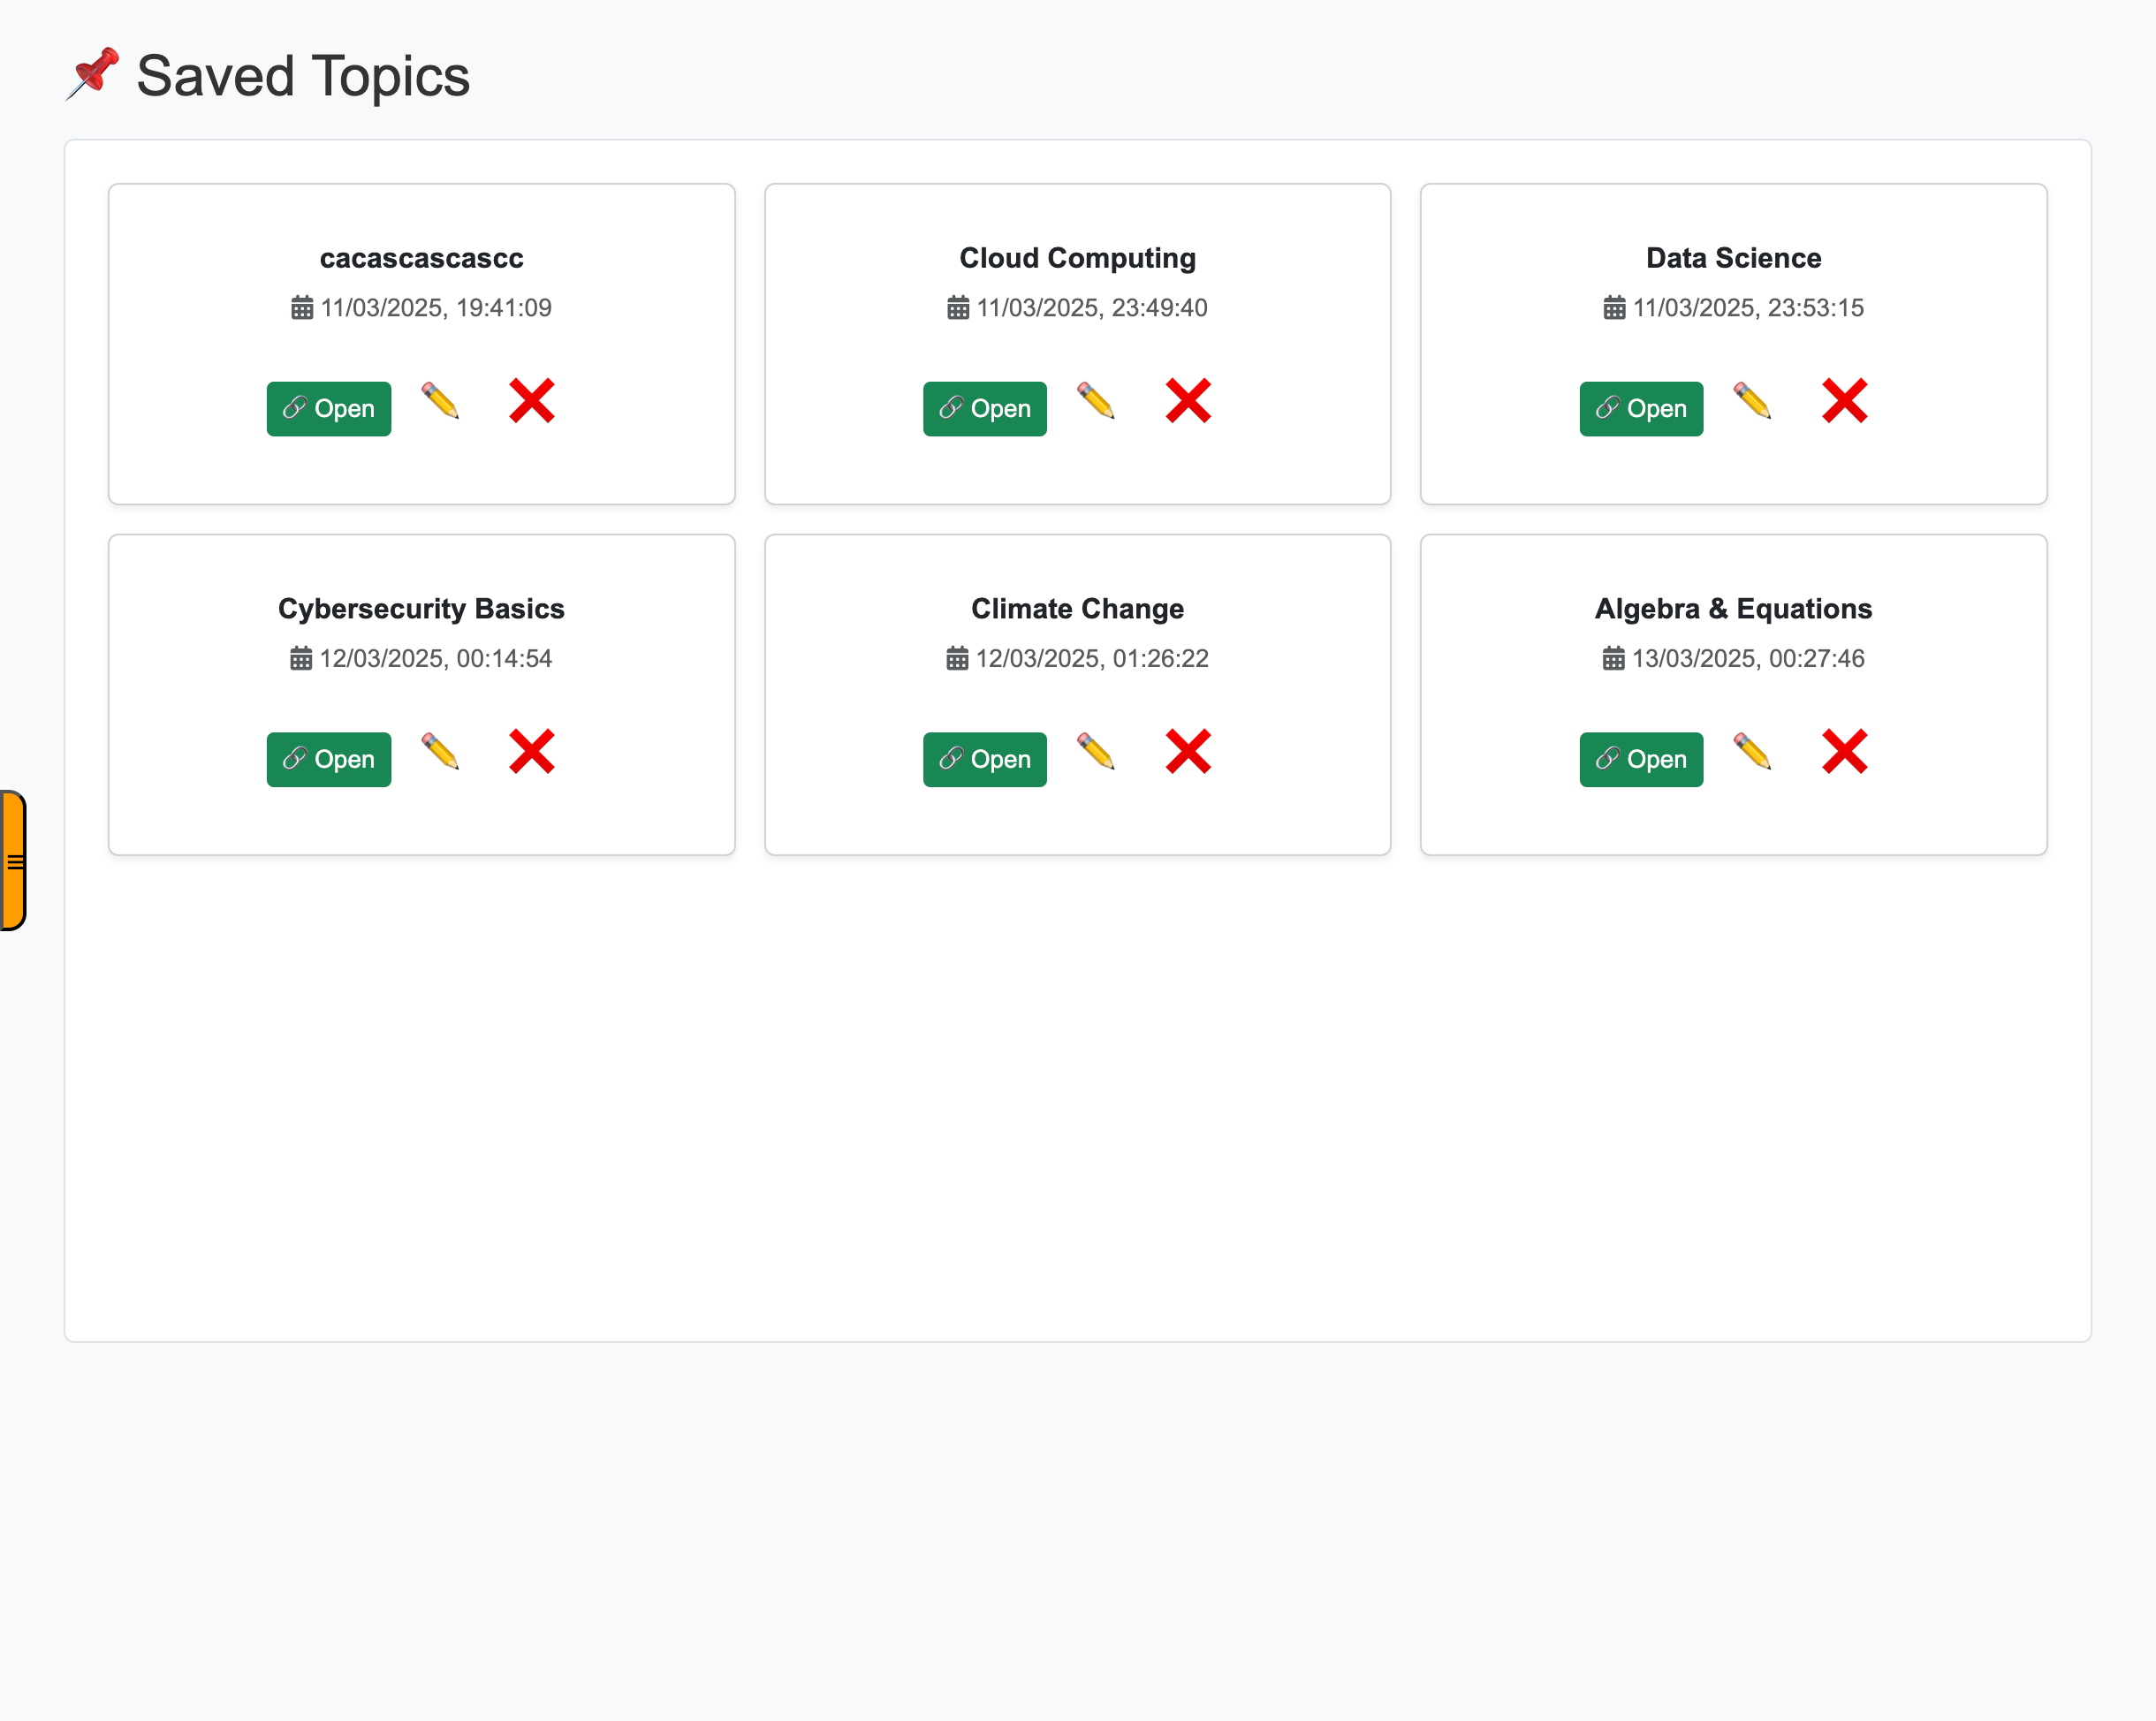 📌 Saved Topics
cacascascascc
11/03/2025, 19:41:09
🔗 Open ✏️ ❌
Cloud Computing
11/03/2025, 23:49:40
🔗 Open ✏️ ❌
Data Science
11/03/2025, 23:53:15
🔗 Open ✏️ ❌
Cybersecurity Basics
12/03/2025, 00:14:54
🔗 Open ✏️ ❌
Climate Change
12/03/2025, 01:26:22
🔗 Open ✏️ ❌
Algebra & Equations
13/03/2025, 00:27:46
🔗 Open ✏️ ❌